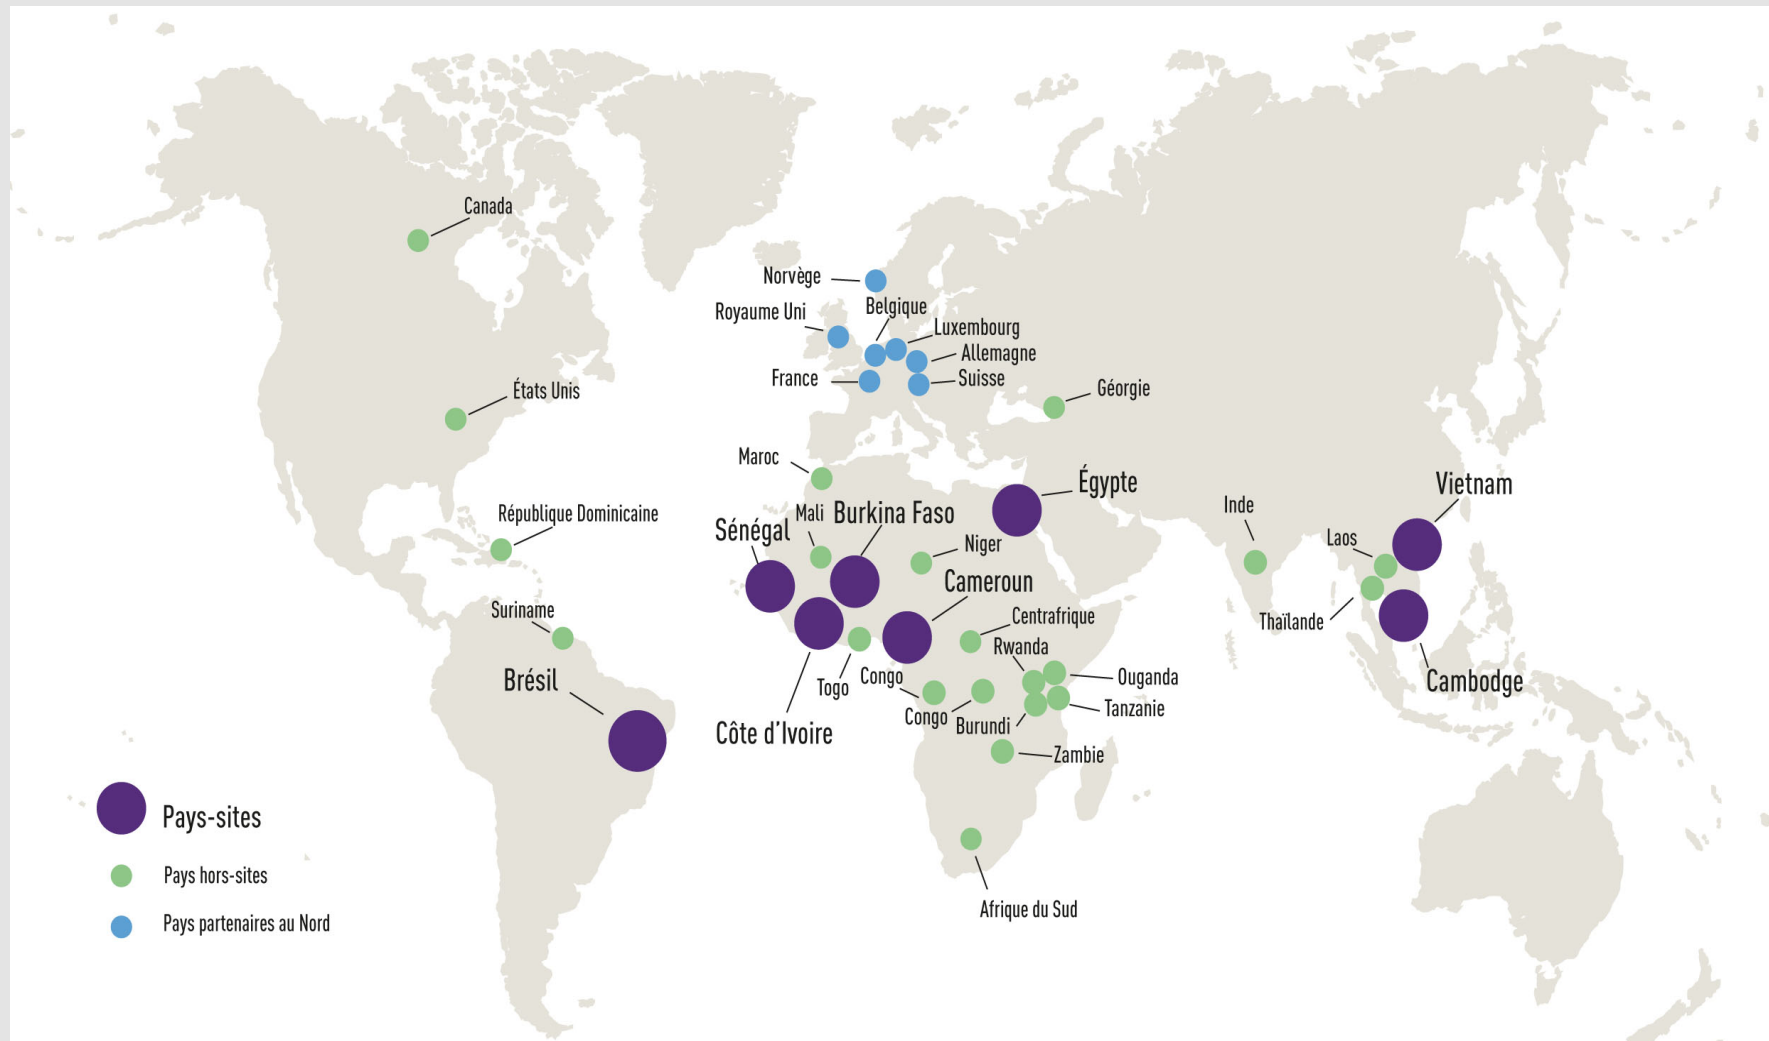 Canada
Norvège
Belgique
Royaume Uni
Luxembourg
Allemagne
France
Suisse
États Unis
Géorgie
Maroc
Égypte
Vietnam
Inde
République Dominicaine
Mali
Burkina Faso
Sénégal
Laos
Niger
Cameroun
Suriname
Centrafrique
Thaïlande
Rwanda
Brésil
Togo
Congo
Ouganda
Cambodge
Congo
Tanzanie
Burundi
Côte d'Ivoire
Zambie
Pays-sites
Pays hors-sites
Afrique du Sud
Pays partenaires au Nord